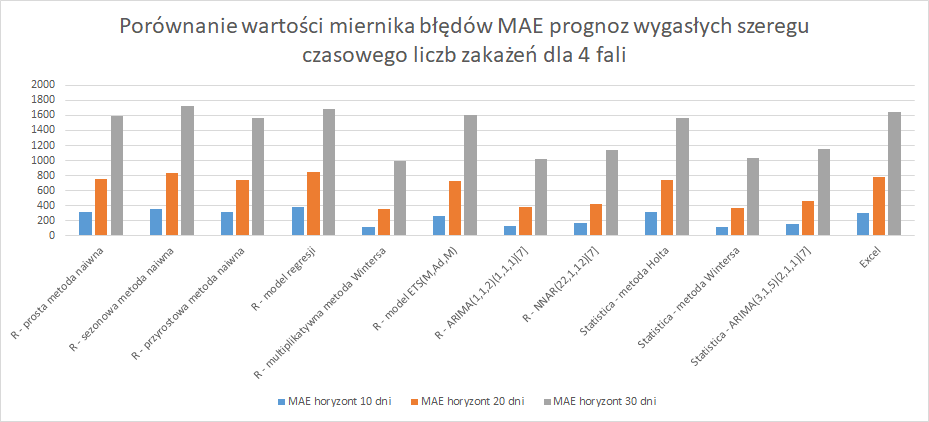 Porównanie wartości miernika błędów MAE prognoz wygasłych szeregu
czasowego liczb zakażeń dla 4 fali
2000
1800
1600
1400
1200
1000
800
600
400
200
0
R - prosta metoda naiwna
R - sezonowa metoda naiwna
R - przyrostowa metoda naiwna
R - model regresji
R - multiplikatywna metoda Wintersa
R - model ETS(M,Ad,M)
R - ARIMA(1,1,2)(1,1,1)[7]
R - NNAR(22,1,12)[7]
Statistica - metoda Holta
Statistica - metoda Wintersa
Statistica - ARIMA(3,1,5)(2,1,1)[7]
Excel
MAE horyzont 10 dni
MAE horyzont 20 dni
MAE horyzont 30 dni